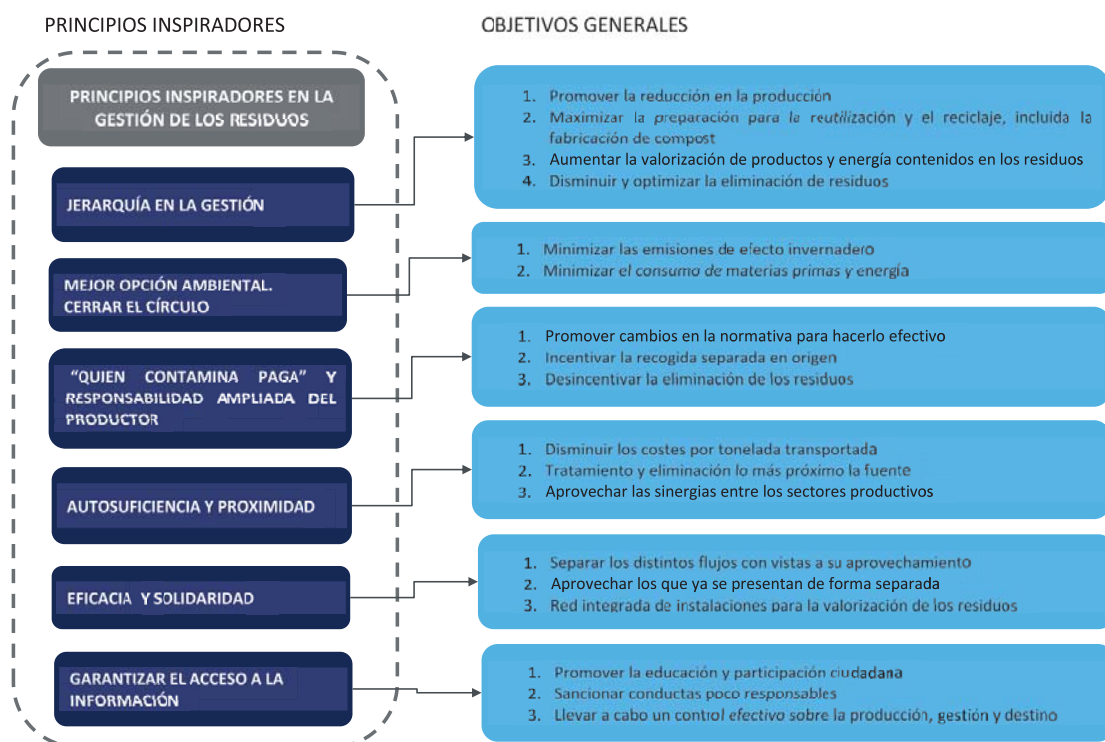 PRINCIPIOS INSPIRADORES
OBJETIVOS GENERALES
PRINCIPIOS INSPIRADORES EN LA
GESTIÓN DE LOS RESIDUOS
JERARQUÍA EN LA GESTIÓN
1. Promover la reducción en la producción
2. Maximizar la preparación para la reutilización y el reciclaje, incluida la
fabricación de compost
3. Aumentar la valorización de productos y energía contenidos en los residuos
4. Disminuir y optimizar la eliminación de residuos
MEJOR OPCIÓN AMBIENTAL.
CERRAR EL CÍRCULO
1. Minimizar las emisiones de efecto invernadero
2. Minimizar el consumo de materias primas y energía
"QUIEN CONTAMINA PAGA" Y
RESPONSABILIDAD AMPLIADA DEL
PRODUCTOR
1. Promover cambios en la normativa para hacerlo efectivo
2. Incentivar la recogida separada en origen
3. Desincentivar la eliminación de los residuos
AUTOSUFICIENCIA Y PROXIMIDAD
1. Disminuir los costes por tonelada transportada
2. Tratamiento y eliminación lo más próximo la fuente
3. Aprovechar las sinergias entre los sectores productivos
EFICACIA Y SOLIDARIDAD
1. Separar los distintos flujos con vistas a su aprovechamiento
2. Aprovechar los que ya se presentan de forma separada
3. Red integrada de instalaciones para la valorización de los residuos
GARANTIZAR EL ACCESO A LA
INFORMACIÓN
1. Promover la educación y participación ciudadana
2. Sancionar conductas poco responsables
3. Llevar a cabo un control efectivo sobre la producción, gestión y destino